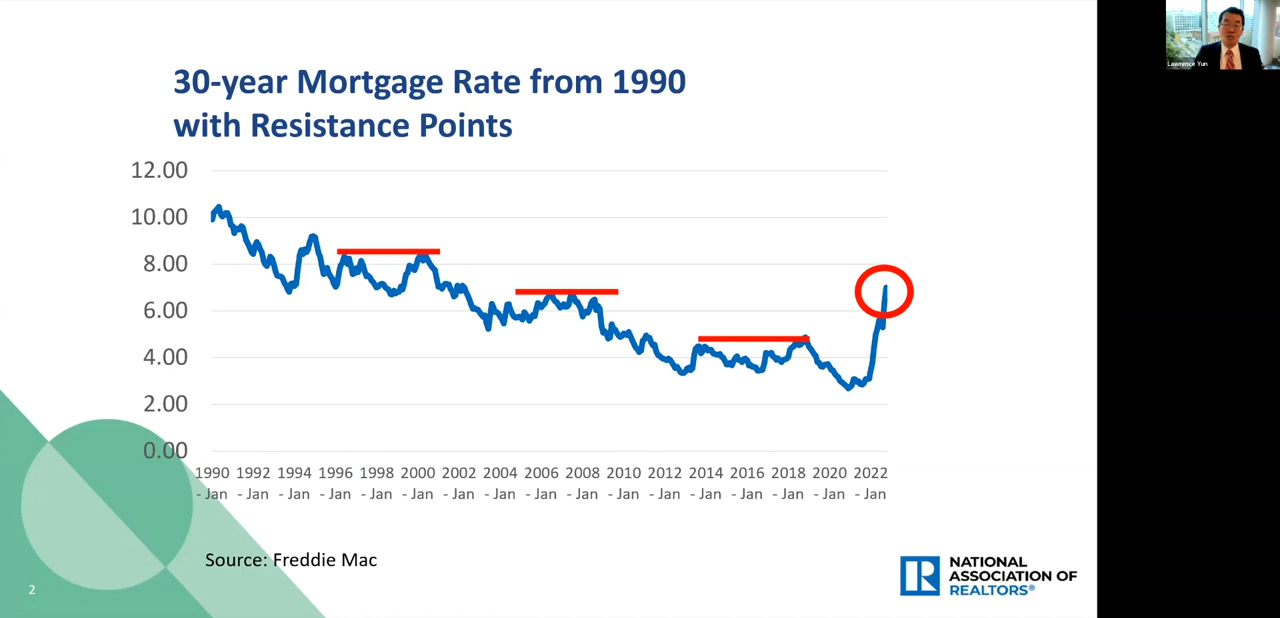 30-year Mortgage Rate from 1990
with Resistance Points
Lawrence Yun
12.00
10.00
8.00
6.00
4.00
2.00
0.00
1990 1992 1994 1996 1998 2000 2002 2004 2006 2008 2010 2012 2014 2016 2018 2020 2022
- Jan - Jan - Jan - Jan - Jan - Jan - Jan - Jan - Jan - Jan - Jan - Jan - Jan - Jan - Jan - Jan - Jan
Source: Freddie Mac
2
R
NATIONAL
ASSOCIATION OF
REALTORS®